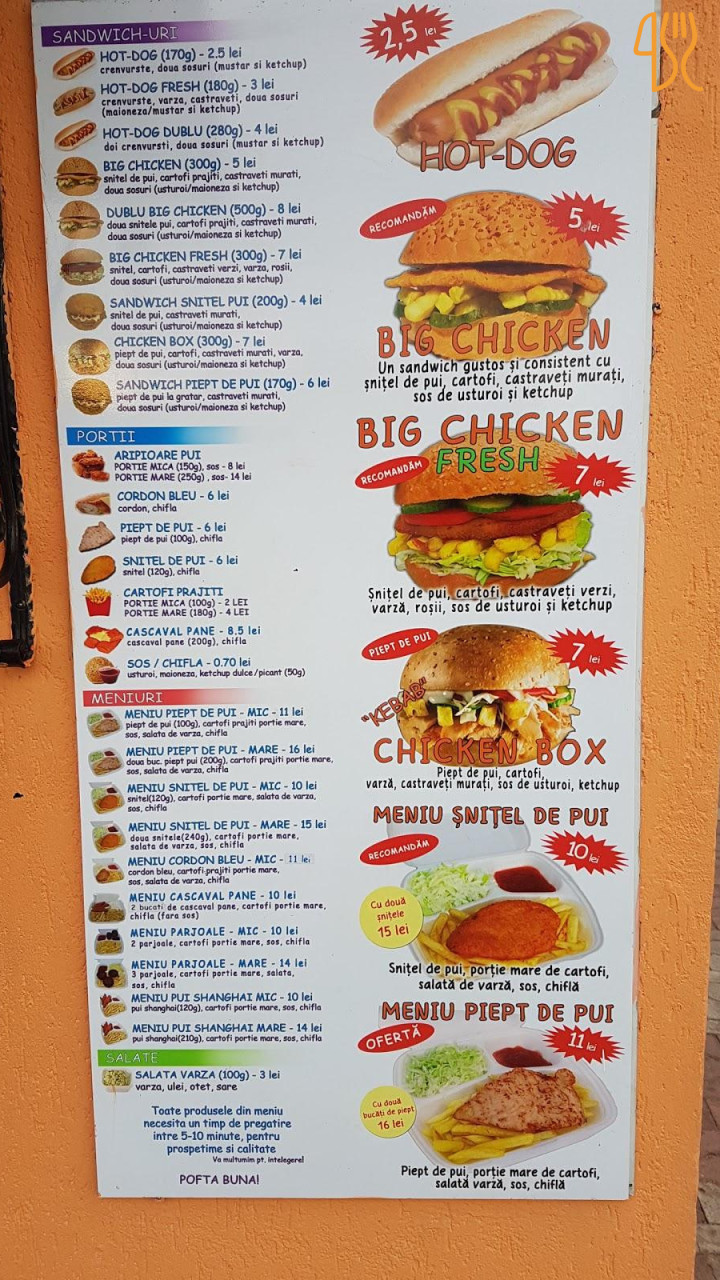 SANDWICH-URI
HOT-DOG (170g) - 2.5 lei
crenvurste, doua sosuri (mustar si ketchup)
HOT-DOG FRESH (180g) - 3 lei
crenvurste, varza, castraveti, doua sosuri
(maioneza/mustar si ketchup)
HOT-DOG DUBLU (280g) - 4 lei
doi crenvursti, doua sosuri (mustar si ketchup)
BIG CHICKEN (300g) - 5 lei
snitel de pui, cartofi prajiti, castraveti murati,
doua sosuri (usturoi/maioneza si ketchup)
DUBLU BIG CHICKEN (500g) - 8 lei
doua snitele pui, cartofi prajiti, castraveti murati,
doua sosuri (usturoi/maioneza si ketchup)
BIG CHICKEN FRESH (300g) - 7 lei
snitel, cartofi, castraveti verzi, varza, rosii,
doua sosuri (usturoi/maioneza si ketchup)
SANDWICH SNITEL PUI (200g) - 4 lei
snitel de pui, castraveti murati,
doua sosuri (usturoi/maioneza si ketchup)
CHICKEN BOX (300g) - 7 lei
piept de pui, cartofi, castraveti murati, varza,
doua sosuri (usturoi/maioneza si ketchup)
SANDWICH PIEPT DE PUI (170g) - 6 lei
piept de pui la gratar, castraveti murati,
doua sosuri (usturoi/maioneza si ketchup)
PORTII
ARIPIOARE PUI
PORTIE MICA (150g), sos - 8 lei
PORTIE MARE (250g) , sos- 14 lei
CORDON BLEU - 6 lei
cordon, chifla
PIEPT DE PUI - 6 lei
piept de pui (100g), chifla
SNITEL DE PUI - 6 lei
snitel (120g), chifla
CARTOFI PRAJITI
PORTIE MICA (100g) - 2 LEI
PORTIE MARE (180g) - 4 LEI
CASCAVAL PANE - 8.5 lei
cascaval pane (200g), chifla
SOS / CHIFLA - 0.70 lei
usturoi, maioneza, ketchup dulce/picant (50g)
MENIURI
MENIU PIEPT DE PUI - MIC - 11 lei
piept de pui (100g), cartofi prajiti portie mare,
sos, salata de varza, chifla
MENIU PIEPT DE PUI - MARE - 16 lei
doua buc. piept pui (200g), cartofi prajiti portie mare,
sos, salata de varza, chifla
MENIU SNITEL DE PUI - MIC - 10 lei
snitel(120g), cartofi portie mare, salata de varza,
sos, chifla
MENIU SNITEL DE PUI - MARE - 15 lei
doua snitele(240g), cartofi portie mare,
salata de varza, sos, chifla
MENIU CORDON BLEU - MIC - 11 lei
cordon bleu, cartofi prajiti portie mare,
sos, salata de varza, chifla
MENIU CASCAVAL PANE - 10 lei
2 bucati de cascaval pane, cartofi portie mare,
chifla (fara sos)
MENIU PARJOALE - MIC - 10 lei
2 parjoale, cartofi portie mare, sos, chifla
MENIU PARJOALE - MARE - 14 lei
3 parjoale, cartofi portie mare, salata,
sos, chifla
MENIU PUI SHANGHAI MIC - 10 lei
pui shanghai(120g), cartofi portie mare, sos, chifla
MENIU PUI SHANGHAI MARE - 14 lei
pui shanghai(210g), cartofi portie mare, sos, chifla
SALATE
SALATA VARZA (100g) - 3 lei
varza, ulei, otet, sare
Toate produsele din meniu
necesita un timp de pregatire
intre 5-10 minute, pentru
prospetime si calitate
Va multumim pt. intelegere!
POFTA BUNA!
2,5 lei
HOT-DOG
RECOMANDĂM
5 lei
BIG CHICKEN
Un sandwich gustos și consistent cu
șnițel de pui, cartofi, castraveți murați,
sos de usturoi și ketchup
BIG CHICKEN
FRESH
RECOMANDĂM
7 lei
Șnițel de pui, cartofi, castraveți verzi,
varză, roșii, sos de usturoi și ketchup
PIEPT DE PUI
7 lei
"KEBAB"
CHICKEN BOX
Piept de pui, cartofi,
varză, castraveți murați, sos de usturoi, ketchup
MENIU ȘNIȚEL DE PUI
RECOMANDĂM
10 lei
Cu două
șnițele
15 lei
Snițel de pui, porție mare de cartofi,
salată de varză, sos, chiflă
MENIU PIEPT DE PUI
OFERTĂ
11 lei
Cu două
bucăți de piept
16 lei
Piept de pui, porție mare de cartofi,
salată varză, sos, chiflă